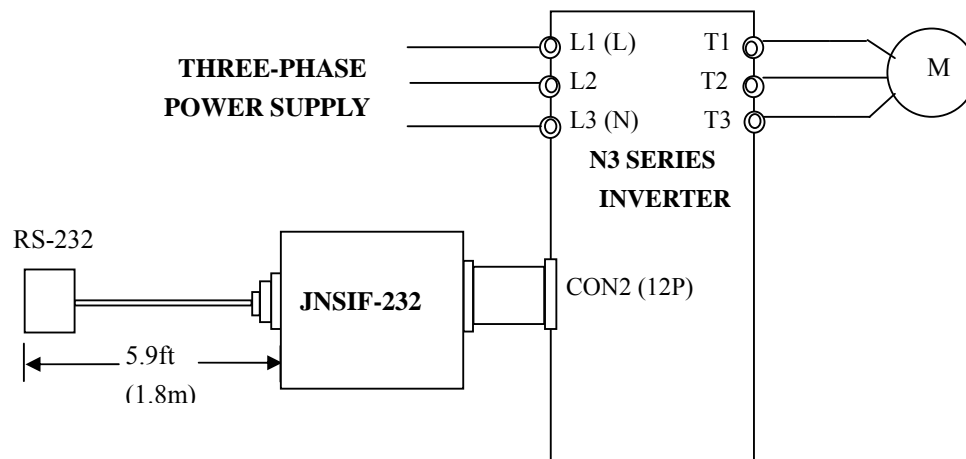 THREE-PHASE
POWER SUPPLY
L1 (L)
L2
L3 (N)
T1
T2
T3
M
N3 SERIES
INVERTER
RS-232
JNSIF-232
CON2 (12P)
5.9ft
(1.8m)